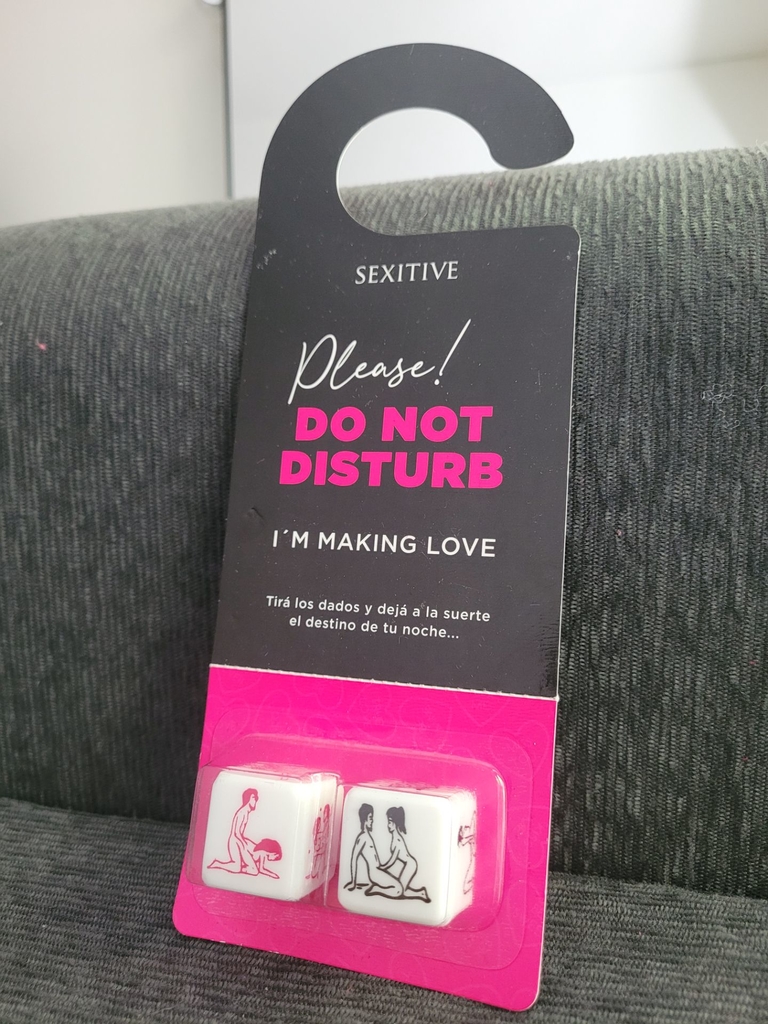 SEXITIVE
Please!
DO NOT
DISTURB
I´M MAKING LOVE
Tirá los dados y dejá a la suerte
el destino de tu noche...